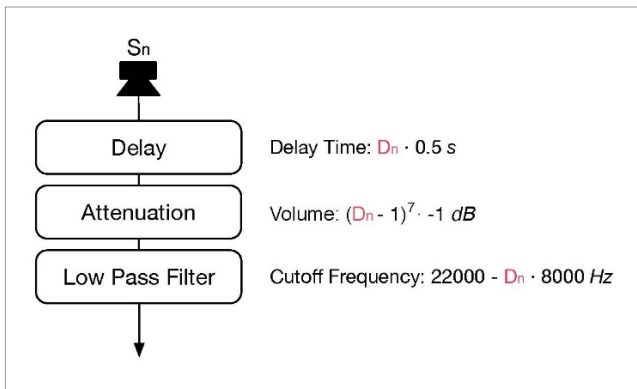 Sn
Delay
Delay Time: Dn · 0.5 s
Attenuation
Volume: (Dn - 1)⁷ · -1 dB
Low Pass Filter
Cutoff Frequency: 22000 - Dn · 8000 Hz